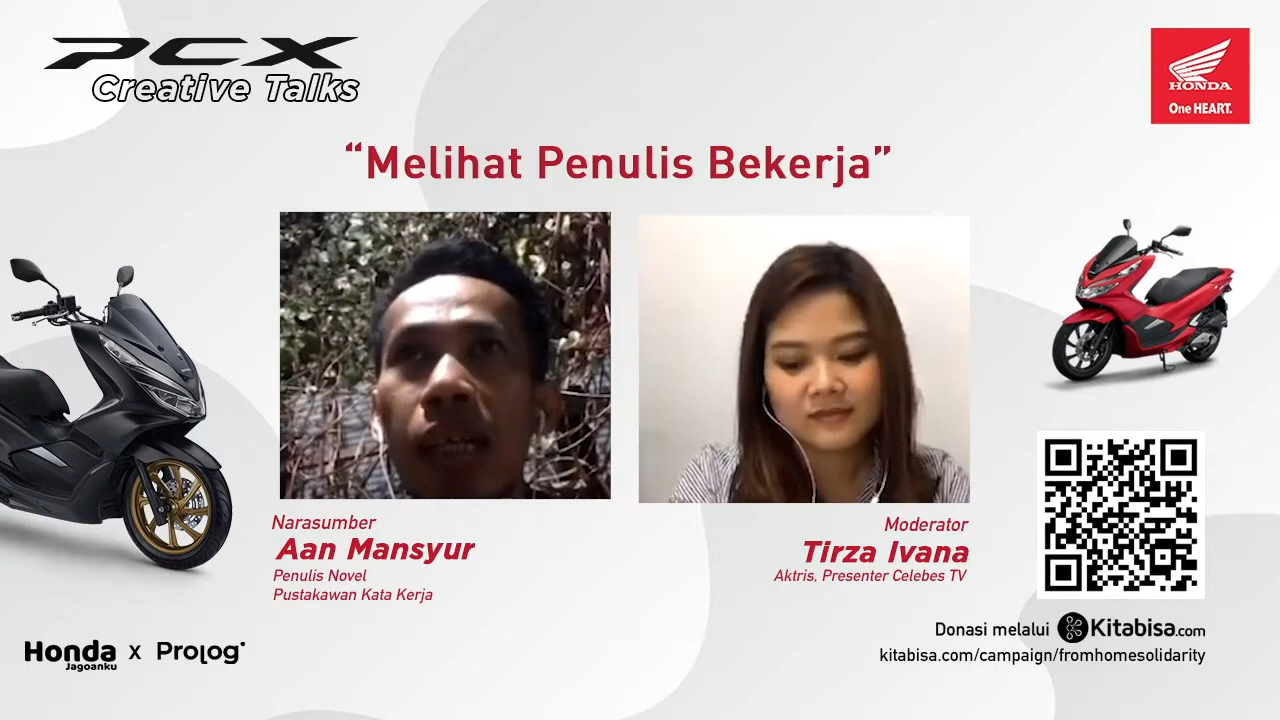 PCX
Creative Talks
HONDA
One HEART.
“Melihat Penulis Bekerja”
Narasumber
Aan Mansyur
Penulis Novel
Pustakawan Kata Kerja
Moderator
Tirza Ivana
Aktris, Presenter Celebes TV
Honda Jagoanku x Prolog
Donasi melalui Kitabisa.com
kitabisa.com/campaign/fromhomesolidarity